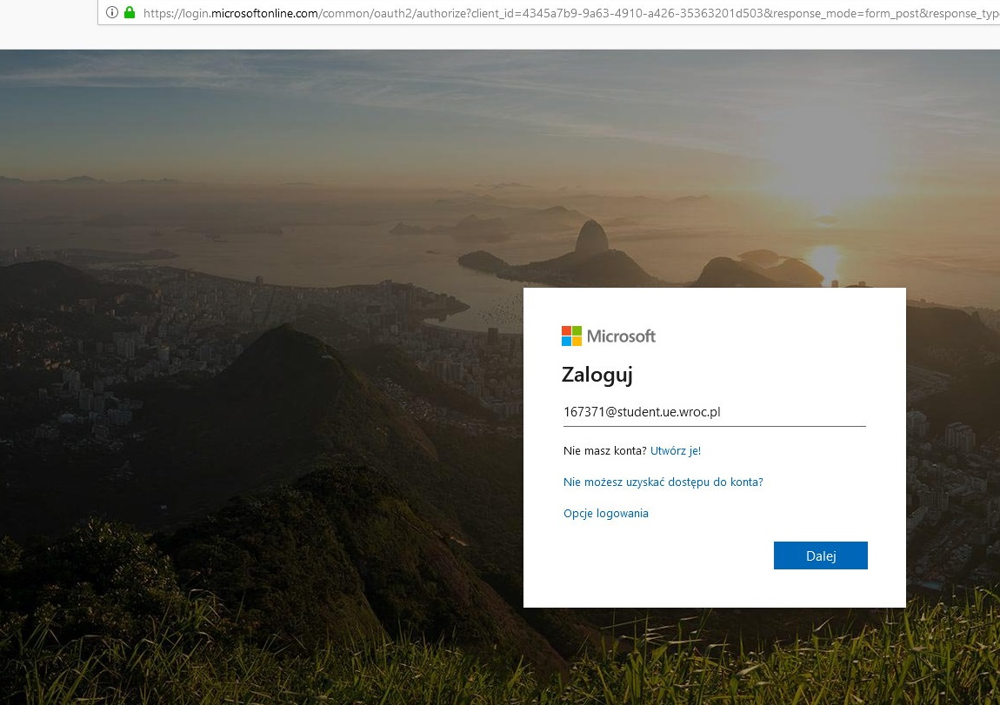 https://login.microsoftonline.com/common/oauth2/authorize?client_id=4345a7b9-9a63-4910-a426-35363201d503&response_mode=form_post&response_typ
Microsoft
Zaloguj
167371@student.ue.wroc.pl
Nie masz konta? Utwórz je!
Nie możesz uzyskać dostępu do konta?
Opcje logowania
Dalej